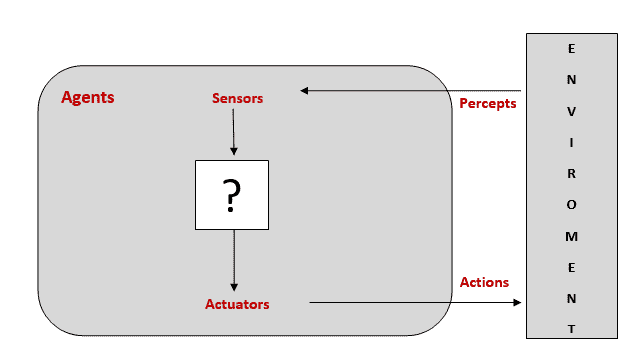 Agents
Sensors
Percepts
?
Actuators
Actions
E
N
V
I
R
O
M
E
N
T